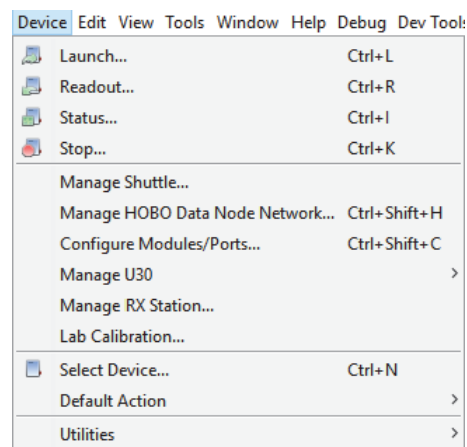 Device Edit View Tools Window Help Debug Dev Tools
Launch... Ctrl+L
Readout... Ctrl+R
Status... Ctrl+I
Stop... Ctrl+K
Manage Shuttle...
Manage HOBO Data Node Network... Ctrl+Shift+H
Configure Modules/Ports... Ctrl+Shift+C
Manage U30
Manage RX Station...
Lab Calibration...
Select Device... Ctrl+N
Default Action
Utilities